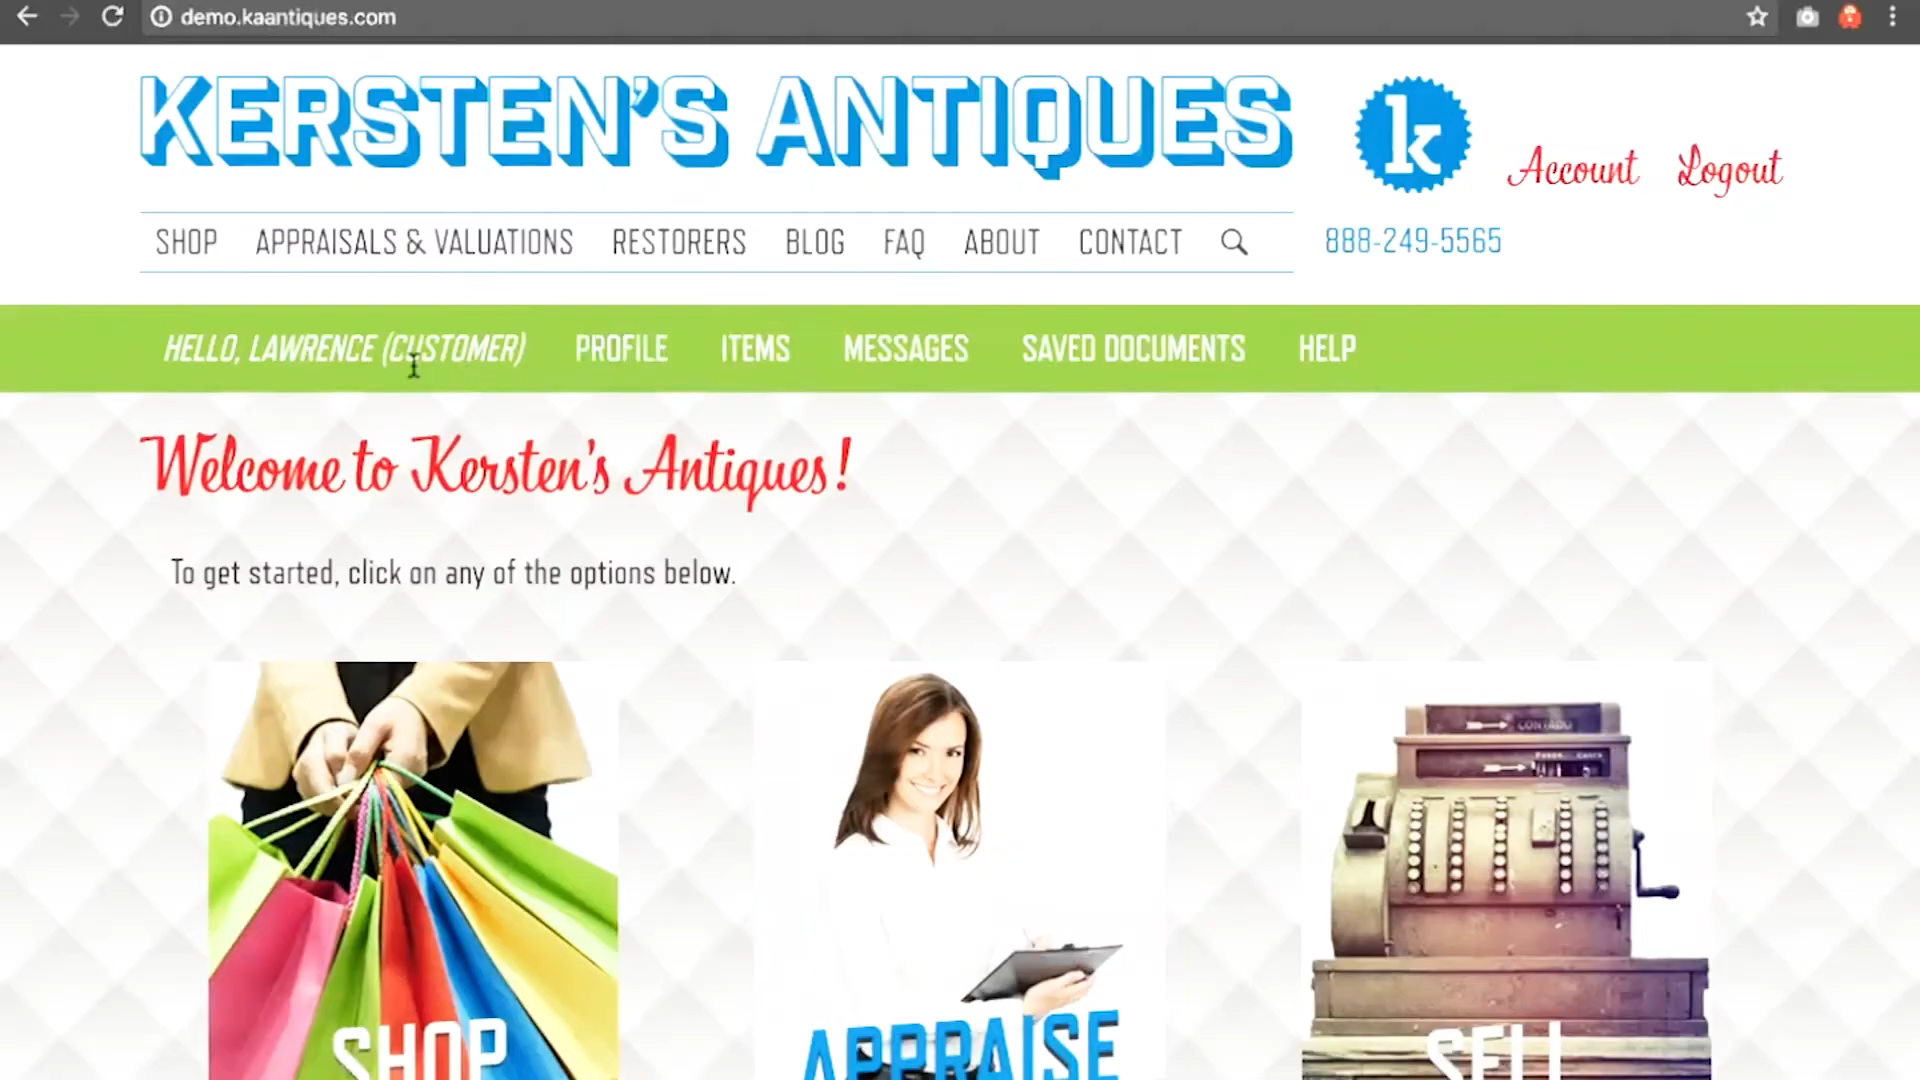 demo.kaantiques.com
KERSTEN'S ANTIQUES
k
Account Logout
SHOP APPRAISALS & VALUATIONS RESTORERS BLOG FAQ ABOUT CONTACT
888-249-5565
HELLO, LAWRENCE (CUSTOMER) PROFILE ITEMS MESSAGES SAVED DOCUMENTS HELP
Welcome to Kersten's Antiques!
To get started, click on any of the options below.
CONTADO
SHOP
APPRAISE
SELL